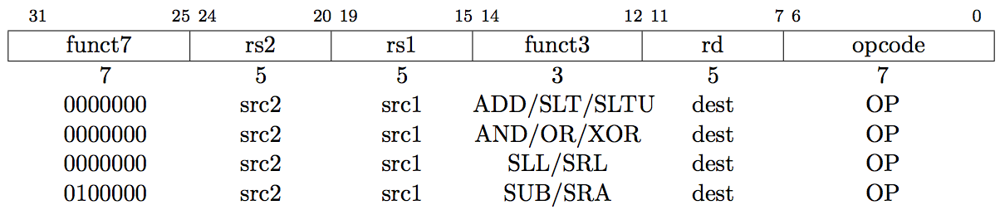 31 25 24 20 19 15 14 12 11 7 6 0
funct7 rs2 rs1 funct3 rd opcode
7 5 5 3 5 7
0000000 src2 src1 ADD/SLT/SLTU dest OP
0000000 src2 src1 AND/OR/XOR dest OP
0000000 src2 src1 SLL/SRL dest OP
0100000 src2 src1 SUB/SRA dest OP